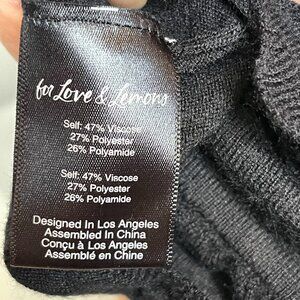 for Love & Lemons
Self: 47% Viscose
27% Polyester
26% Polyamide
Self: 47% Viscose
27% Polyester
26% Polyamide
Designed In Los Angeles
Assembled In China
Conçu à Los Angeles
Assemblé en Chine